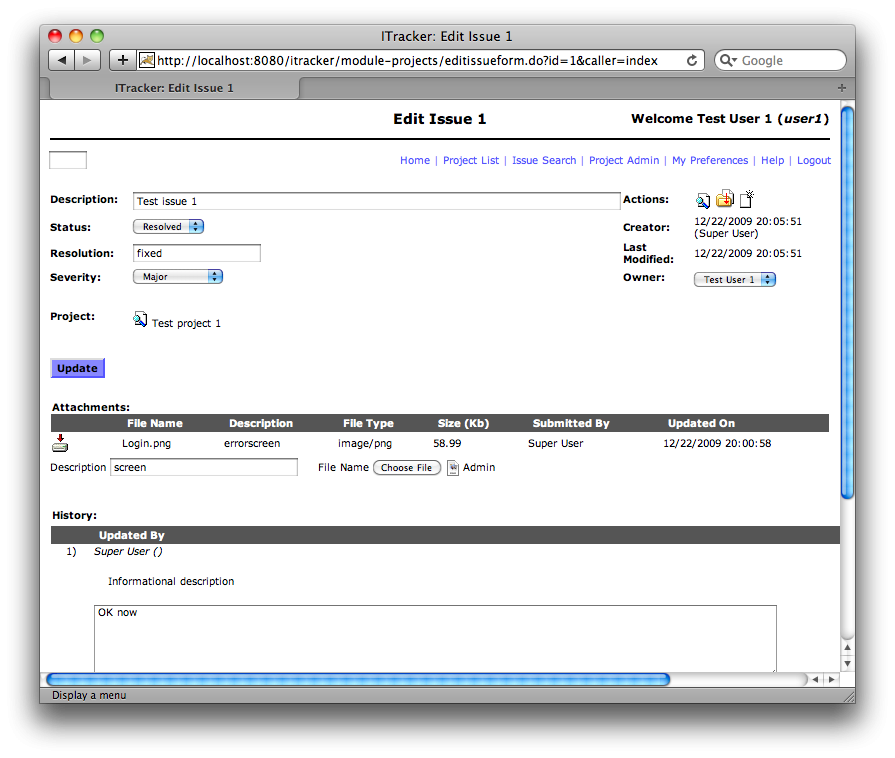 ITracker: Edit Issue 1
http://localhost:8080/itracker/module-projects/editissueform.do?id=1&caller=index
Google
ITracker: Edit Issue 1
Edit Issue 1
Welcome Test User 1 (user1)
Home | Project List | Issue Search | Project Admin | My Preferences | Help | Logout
Description: Test issue 1 Actions:
Status: Resolved Creator: 12/22/2009 20:05:51
(Super User)
Resolution: fixed Last
Modified: 12/22/2009 20:05:51
Severity: Major Owner: Test User 1
Project: Test project 1
Update
Attachments:
File Name Description File Type Size (Kb) Submitted By Updated On
Login.png errorscreen image/png 58.99 Super User 12/22/2009 20:00:58
Description screen File Name Choose File Admin
History:
Updated By
1) Super User ()
Informational description
OK now
Display a menu